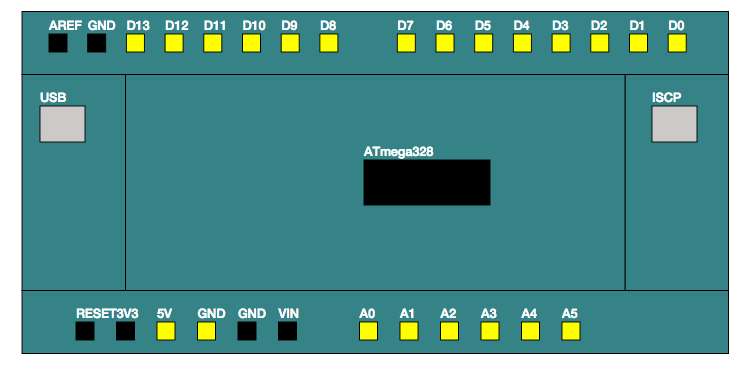 AREF GND D13 D12 D11 D10 D9 D8 D7 D6 D5 D4 D3 D2 D1 D0
USB ISCP
ATmega328
RESET3V3 5V GND GND VIN A0 A1 A2 A3 A4 A5